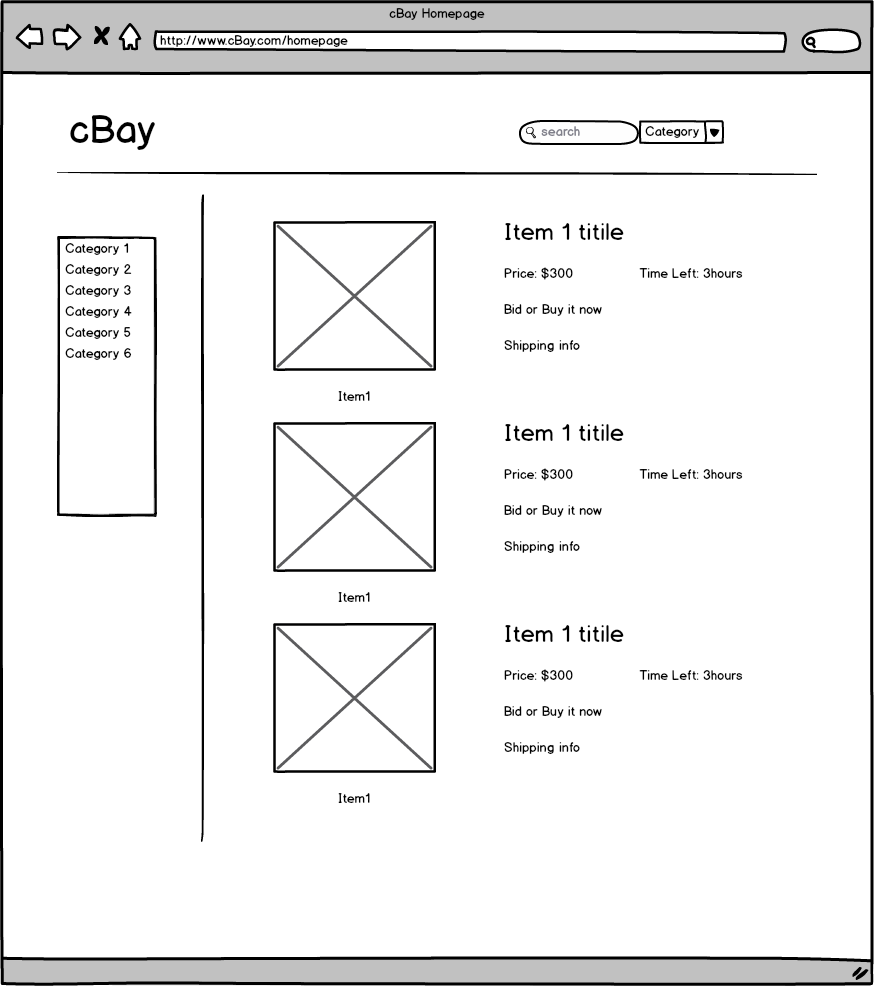 cBay Homepage
http://www.cBay.com/homepage
cBay
search
Category
Category 1
Category 2
Category 3
Category 4
Category 5
Category 6
Item 1 titile
Price: $300 Time Left: 3hours
Bid or Buy it now
Shipping info
Item1
Item 1 titile
Price: $300 Time Left: 3hours
Bid or Buy it now
Shipping info
Item1
Item 1 titile
Price: $300 Time Left: 3hours
Bid or Buy it now
Shipping info
Item1